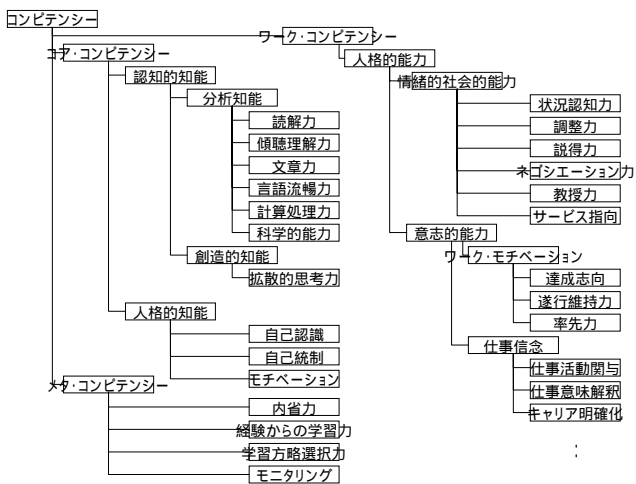 コンピテンシー
コア・コンピテンシー
認知的知能
分析知能
読解力
傾聴理解力
文章力
言語流暢力
計算処理力
科学的能力
創造的知能
拡散的思考力
人格的知能
自己認識
自己統制
モチベーション
メタ・コンピテンシー
内省力
経験からの学習力
学習方略選択力
モニタリング
ワーク・コンピテンシー
人格的能力
情緒的社会的能力
状況認知力
調整力
説得力
ネゴシエーション力
教授力
サービス指向
意志的能力
ワーク・モチベーション
達成志向
遂行維持力
率先力
仕事信念
仕事活動関与
仕事意味解釈
キャリア明確化
: